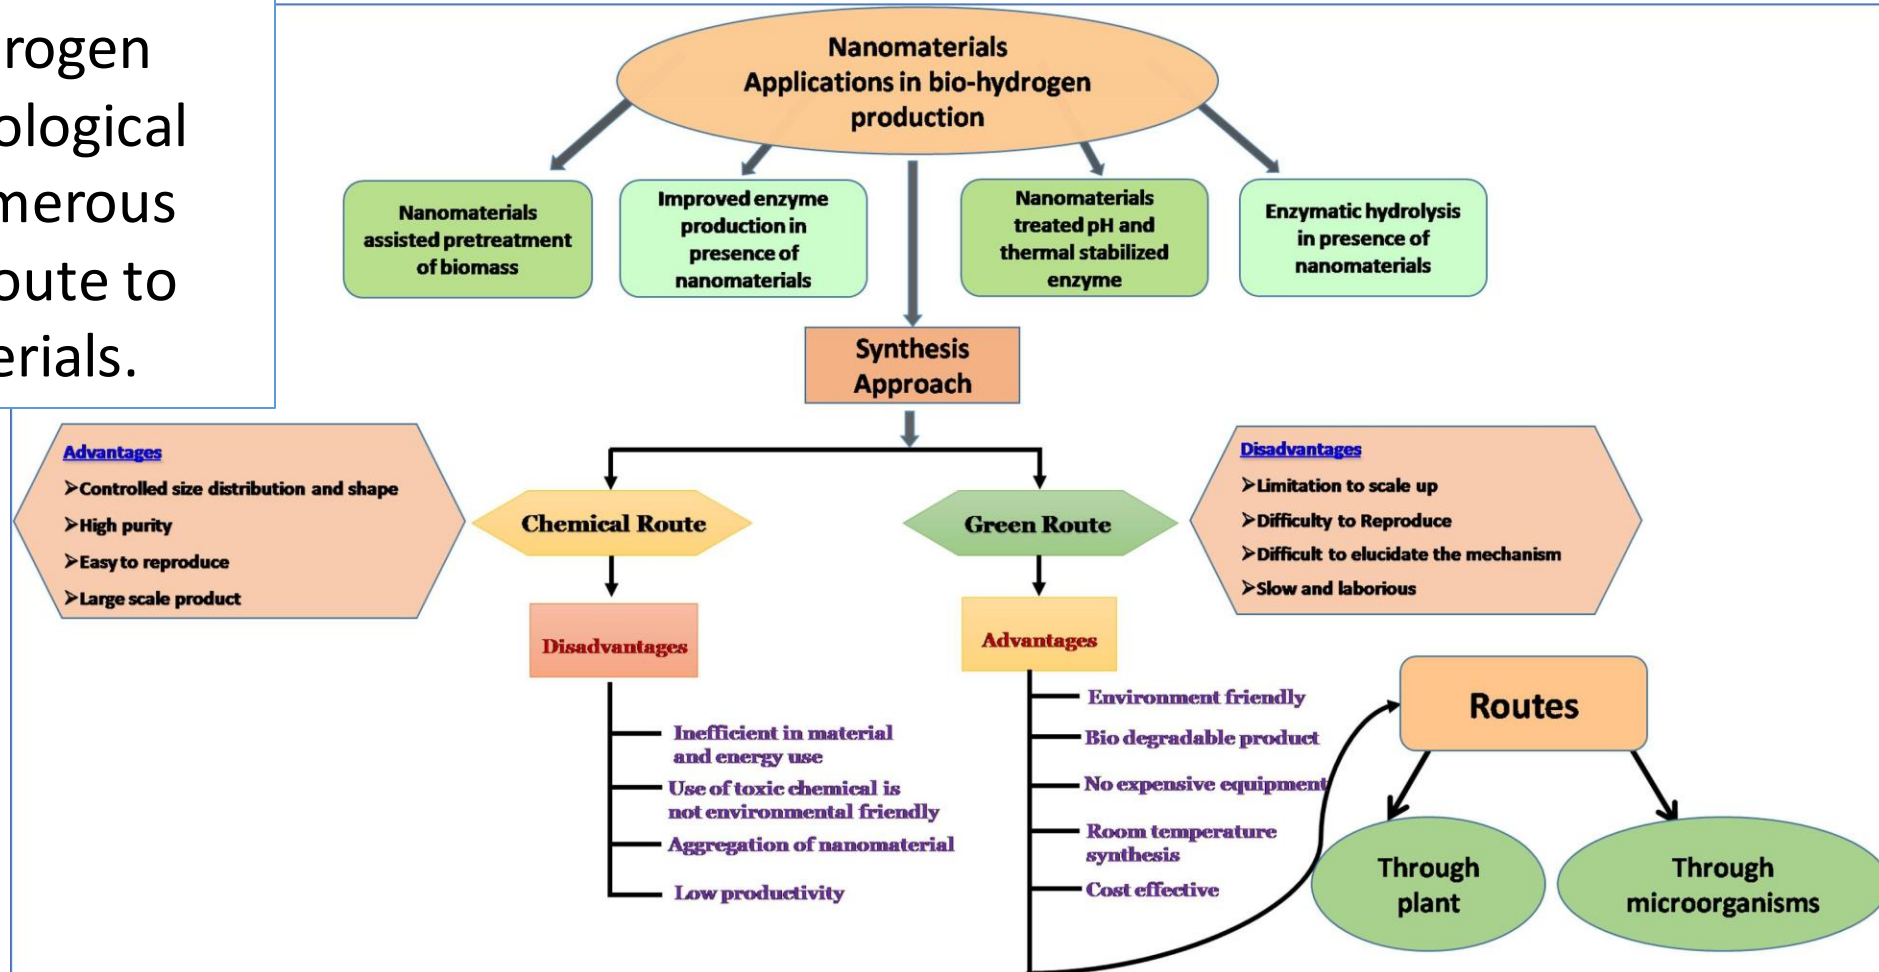 rogen
ological
merous
oute to
erials.
Nanomaterials
Applications in bio-hydrogen
production
Nanomaterials
assisted pretreatment
of biomass
Improved enzyme
production in
presence of
nanomaterials
Nanomaterials
treated pH and
thermal stabilized
enzyme
Enzymatic hydrolysis
in presence of
nanomaterials
Synthesis
Approach
Advantages
➢Controlled size distribution and shape
➢High purity
➢Easy to reproduce
➢Large scale product
Chemical Route
Green Route
Disadvantages
➢Limitation to scale up
➢Difficulty to Reproduce
➢Difficult to elucidate the mechanism
➢Slow and laborious
Disadvantages
Inefficient in material
and energy use
Use of toxic chemical is
not environmental friendly
Aggregation of nanomaterial
Low productivity
Advantages
Environment friendly
Bio degradable product
No expensive equipment
Room temperature
synthesis
Cost effective
Routes
Through
plant
Through
microorganisms